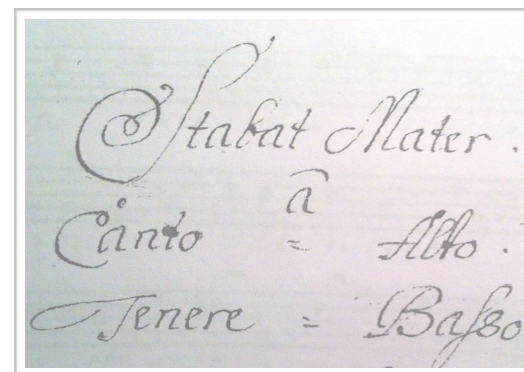 Stabat Mater.
â
Canto = Alto.
Tenere = Baſso